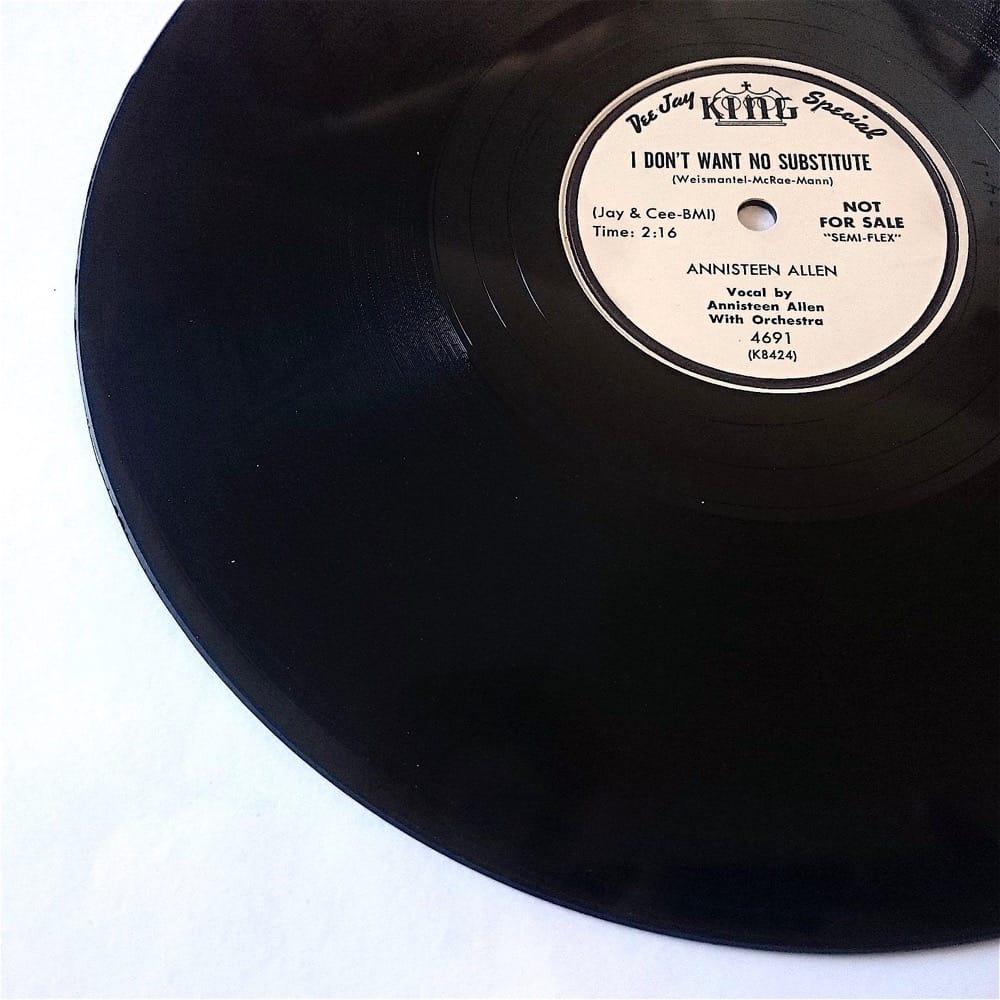 Dee-Jay KING Special
I DON'T WANT NO SUBSTITUTE
(Weismantel-McRae-Mann)
(Jay & Cee-BMI)
Time: 2:16
NOT
FOR SALE
"SEMI-FLEX"
ANNISTEEN ALLEN
Vocal by
Annisteen Allen
With Orchestra
4691
(K8424)